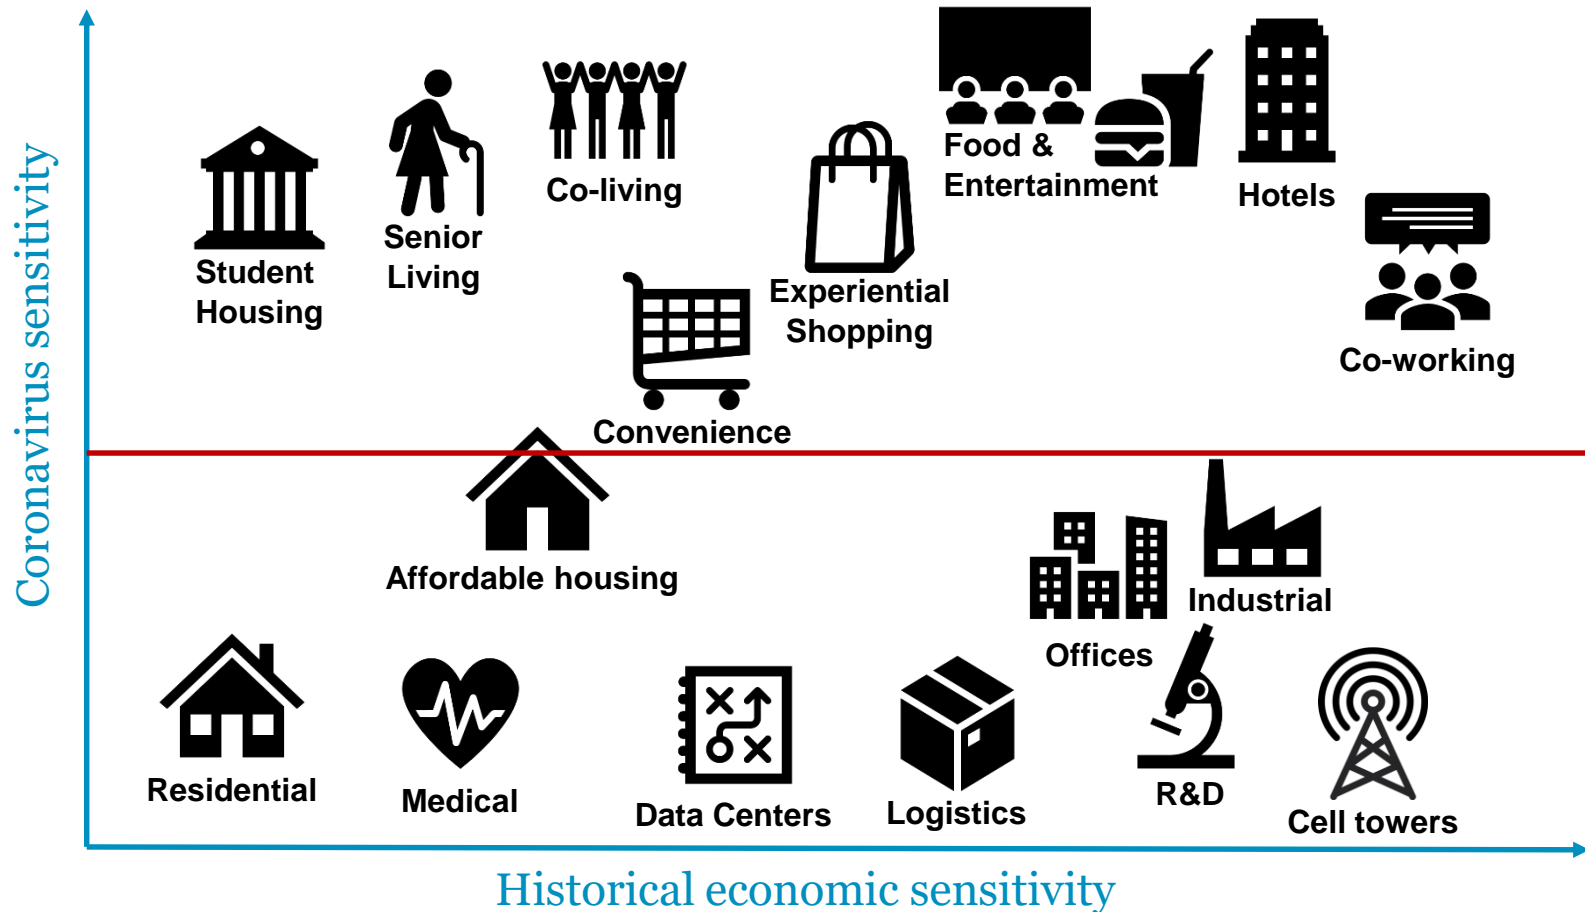 Coronavirus sensitivity
Student
Housing
Senior
Living
Co-living
Convenience
Experiential
Shopping
Food &
Entertainment
Hotels
Co-working
Affordable housing
Offices
Industrial
Residential
Medical
Data Centers
Logistics
R&D
Cell towers
Historical economic sensitivity